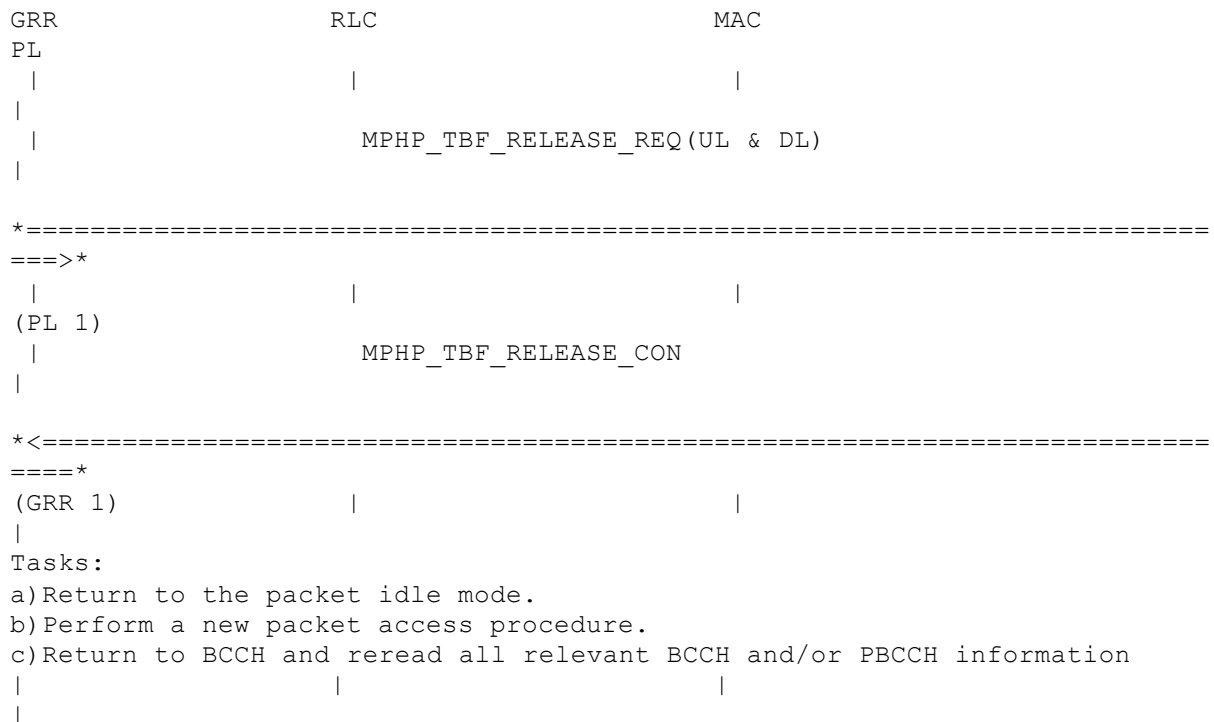 GRR                 RLC                     MAC
PL
 |                   |                       |
|
 |                    MPHP_TBF_RELEASE_REQ(UL & DL)
|
*==========================================================================
===>*
 |                   |                       |
(PL 1)
 |                    MPHP_TBF_RELEASE_CON
|
*<=========================================================================
====*
(GRR 1)              |                       |
|
Tasks:
a)Return to the packet idle mode.
b)Perform a new packet access procedure.
c)Return to BCCH and reread all relevant BCCH and/or PBCCH information
|                   |                       |
|